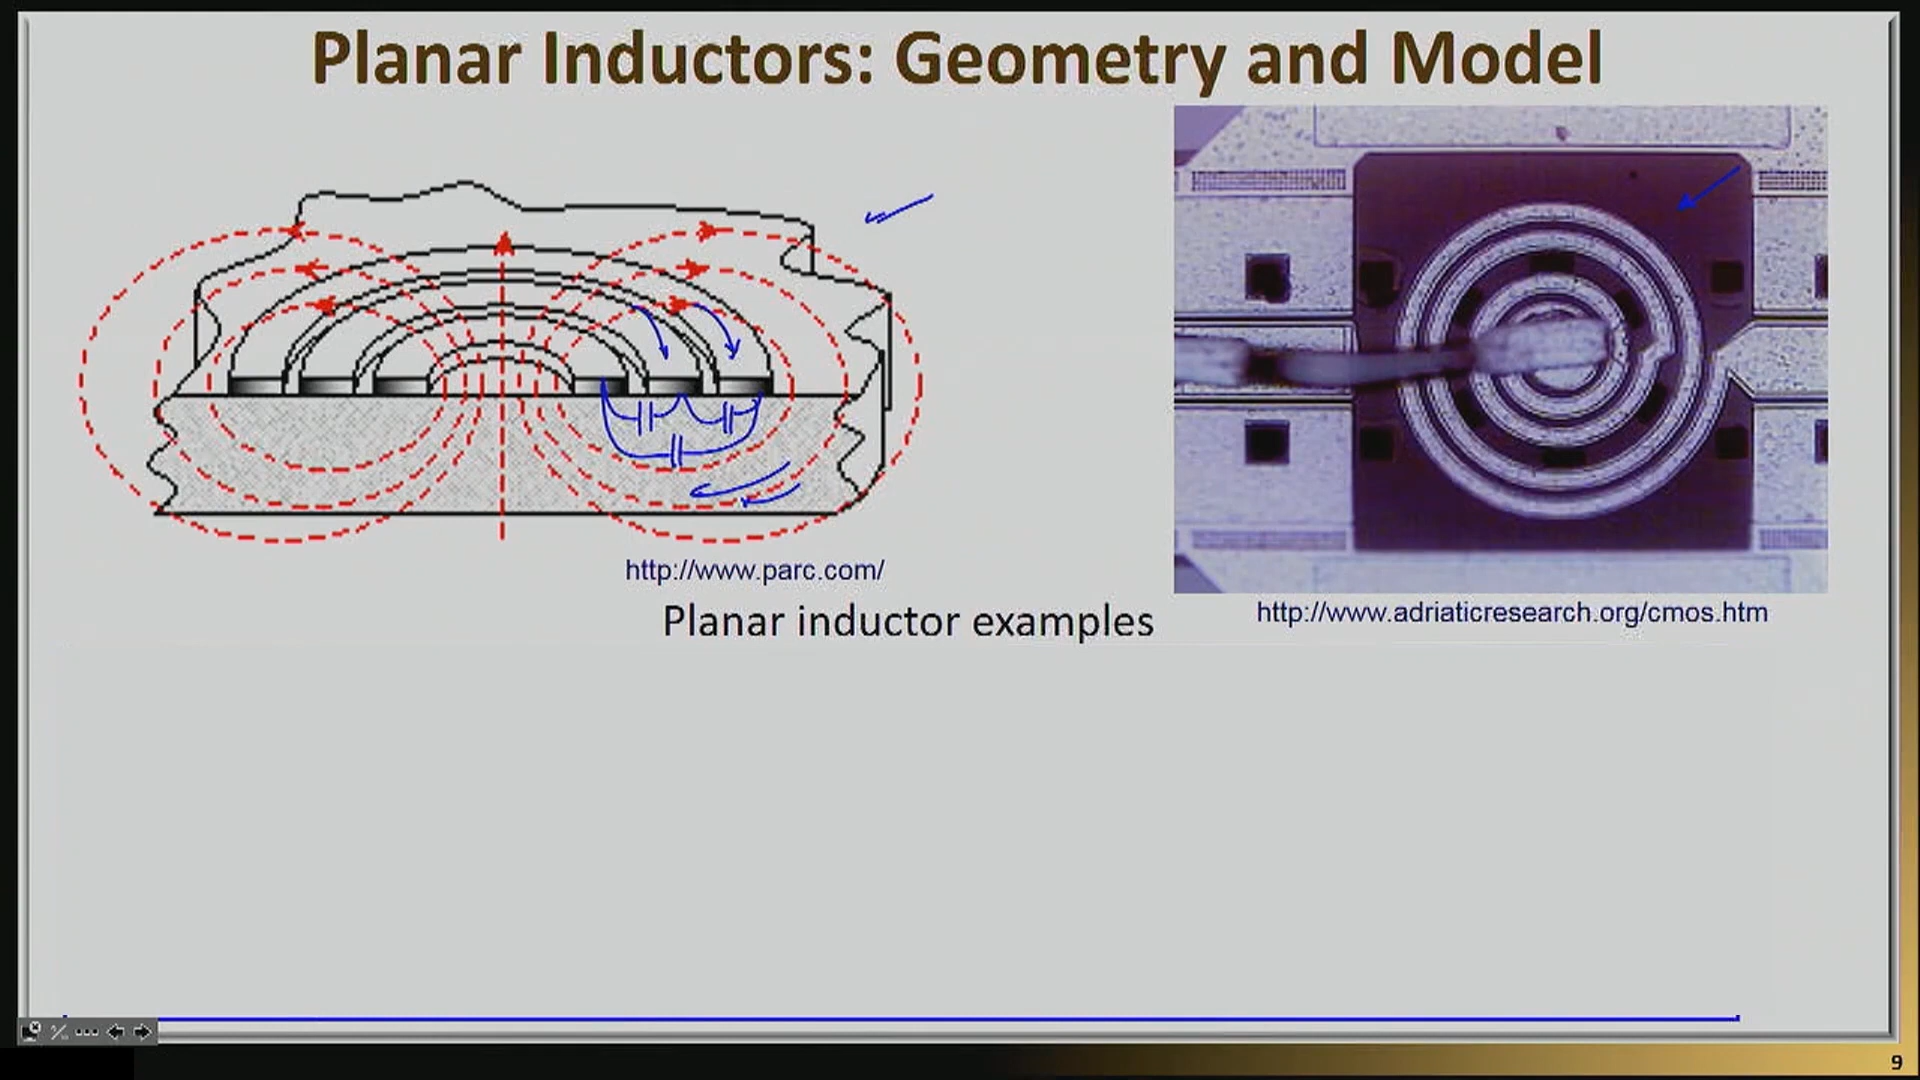 Planar Inductors: Geometry and Model
http://www.parc.com/
Planar inductor examples
http://www.adriaticresearch.org/cmos.htm
9